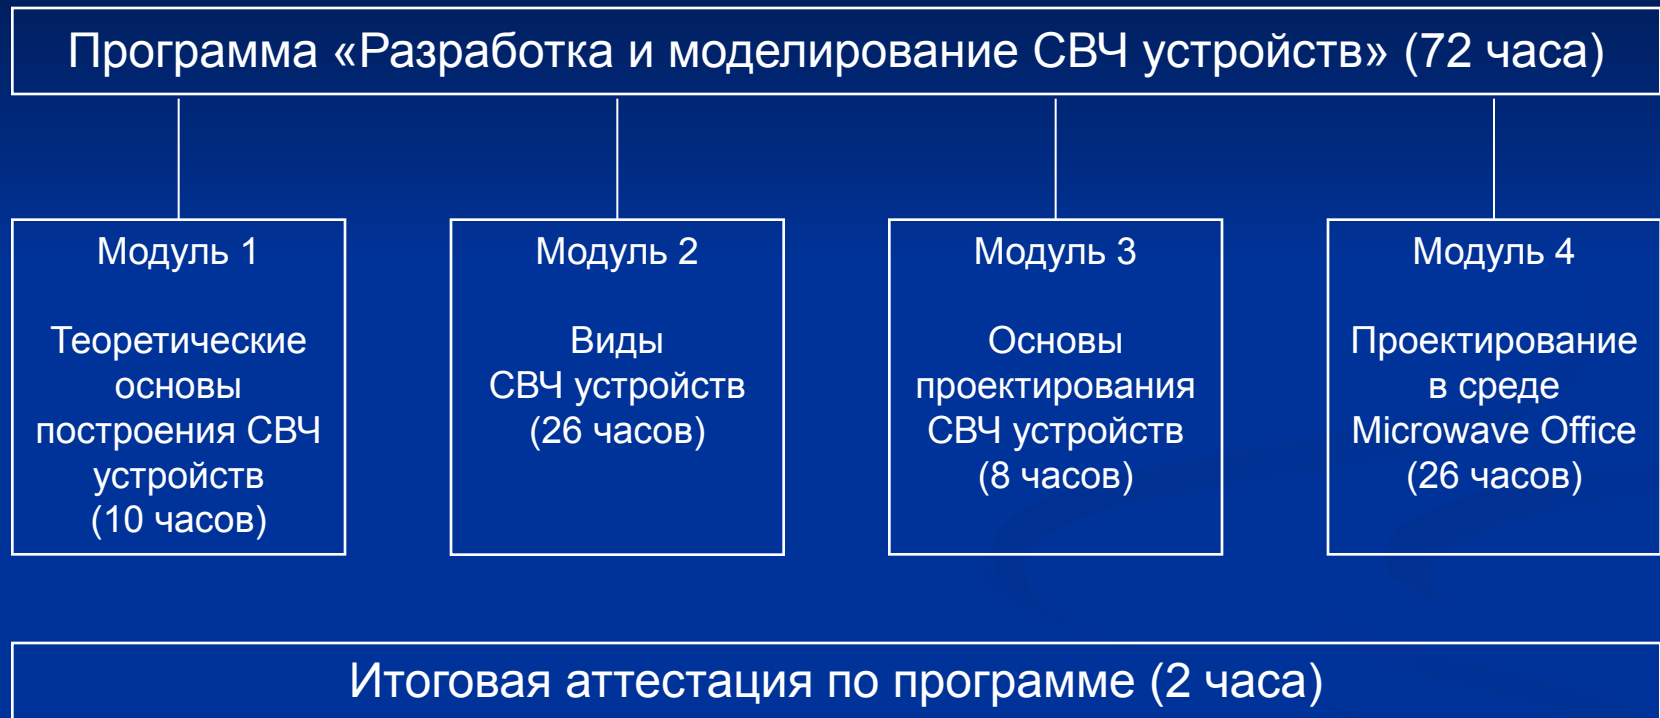 Программа «Разработка и моделирование СВЧ устройств» (72 часа)
Модуль 1
Теоретические
основы
построения СВЧ
устройств
(10 часов)
Модуль 2
Виды
СВЧ устройств
(26 часов)
Модуль 3
Основы
проектирования
СВЧ устройств
(8 часов)
Модуль 4
Проектирование
в среде
Microwave Office
(26 часов)
Итоговая аттестация по программе (2 часа)